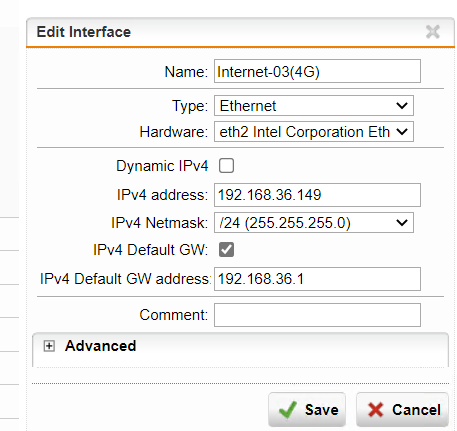 Edit Interface
Name: Internet-03(4G)
Type: Ethernet
Hardware: eth2 Intel Corporation Eth
Dynamic IPv4
IPv4 address: 192.168.36.149
IPv4 Netmask: /24 (255.255.255.0)
IPv4 Default GW:
IPv4 Default GW address: 192.168.36.1
Comment:
Advanced
Save Cancel